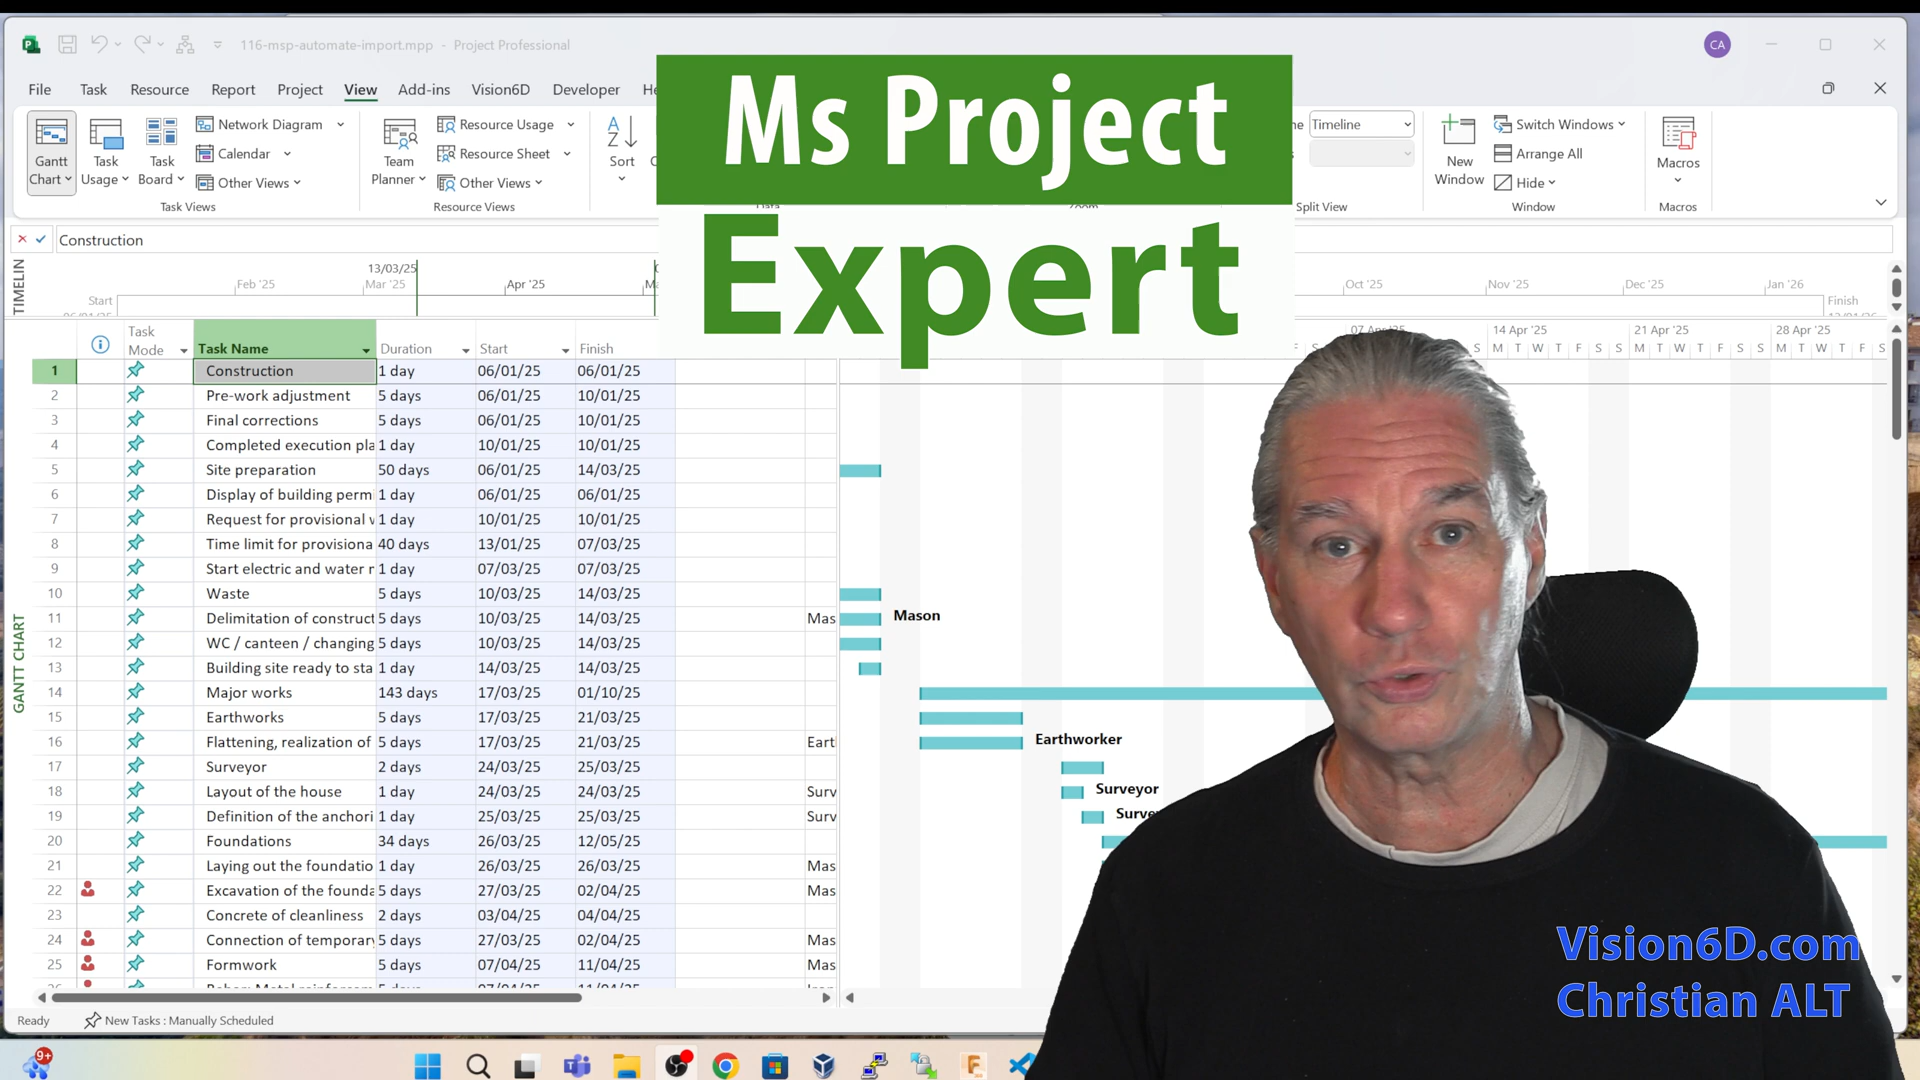 116-msp-automate-import.mpp - Project Professional
CA
File Task Resource Report Project View Add-ins Vision6D Developer
Ms Project
Expert
Gantt Chart
Task Usage
Task Board
Network Diagram
Calendar
Other Views
Task Views
Team Planner
Resource Usage
Resource Sheet
Other Views
Resource Views
A Z
Sort
Timeline
Split View
New Window
Switch Windows
Arrange All
Hide
Window
Macros
Macros
Construction
13/03/25
Feb '25 Mar '25 Apr '25 Oct '25 Nov '25 Dec '25 Jan '26
Start
Finish
Task Mode Task Name Duration Start Finish
07 Apr '25 14 Apr '25 21 Apr '25 28 Apr '25
S M T W T F S S M T W T F S S M T W T F S
1 Construction 1 day 06/01/25 06/01/25
2 Pre-work adjustment 5 days 06/01/25 10/01/25
3 Final corrections 5 days 06/01/25 10/01/25
4 Completed execution pla 1 day 10/01/25 10/01/25
5 Site preparation 50 days 06/01/25 14/03/25
6 Display of building permi 1 day 06/01/25 06/01/25
7 Request for provisional 1 day 10/01/25 10/01/25
8 Time limit for provisiona 40 days 13/01/25 07/03/25
9 Start electric and water 1 day 07/03/25 07/03/25
10 Waste 5 days 10/03/25 14/03/25
11 Delimitation of construct 5 days 10/03/25 14/03/25 Mas Mason
12 WC / canteen / changing 5 days 10/03/25 14/03/25
13 Building site ready to sta 1 day 14/03/25 14/03/25
14 Major works 143 days 17/03/25 01/10/25
15 Earthworks 5 days 17/03/25 21/03/25
16 Flattening, realization of 5 days 17/03/25 21/03/25 Eart Earthworker
17 Surveyor 2 days 24/03/25 25/03/25
18 Layout of the house 1 day 24/03/25 24/03/25 Surv Surveyor
19 Definition of the anchori 1 day 25/03/25 25/03/25 Surv Surve
20 Foundations 34 days 26/03/25 12/05/25
21 Laying out the foundatio 1 day 26/03/25 26/03/25 Mas
22 Excavation of the founda 5 days 27/03/25 02/04/25 Mas
23 Concrete of cleanliness 2 days 03/04/25 04/04/25
24 Connection of temporary 5 days 27/03/25 02/04/25 Mas
25 Formwork 5 days 07/04/25 11/04/25 Mas
TIMELIN
GANTT CHART
Vision6D.com
Christian ALT
Ready New Tasks : Manually Scheduled
9+